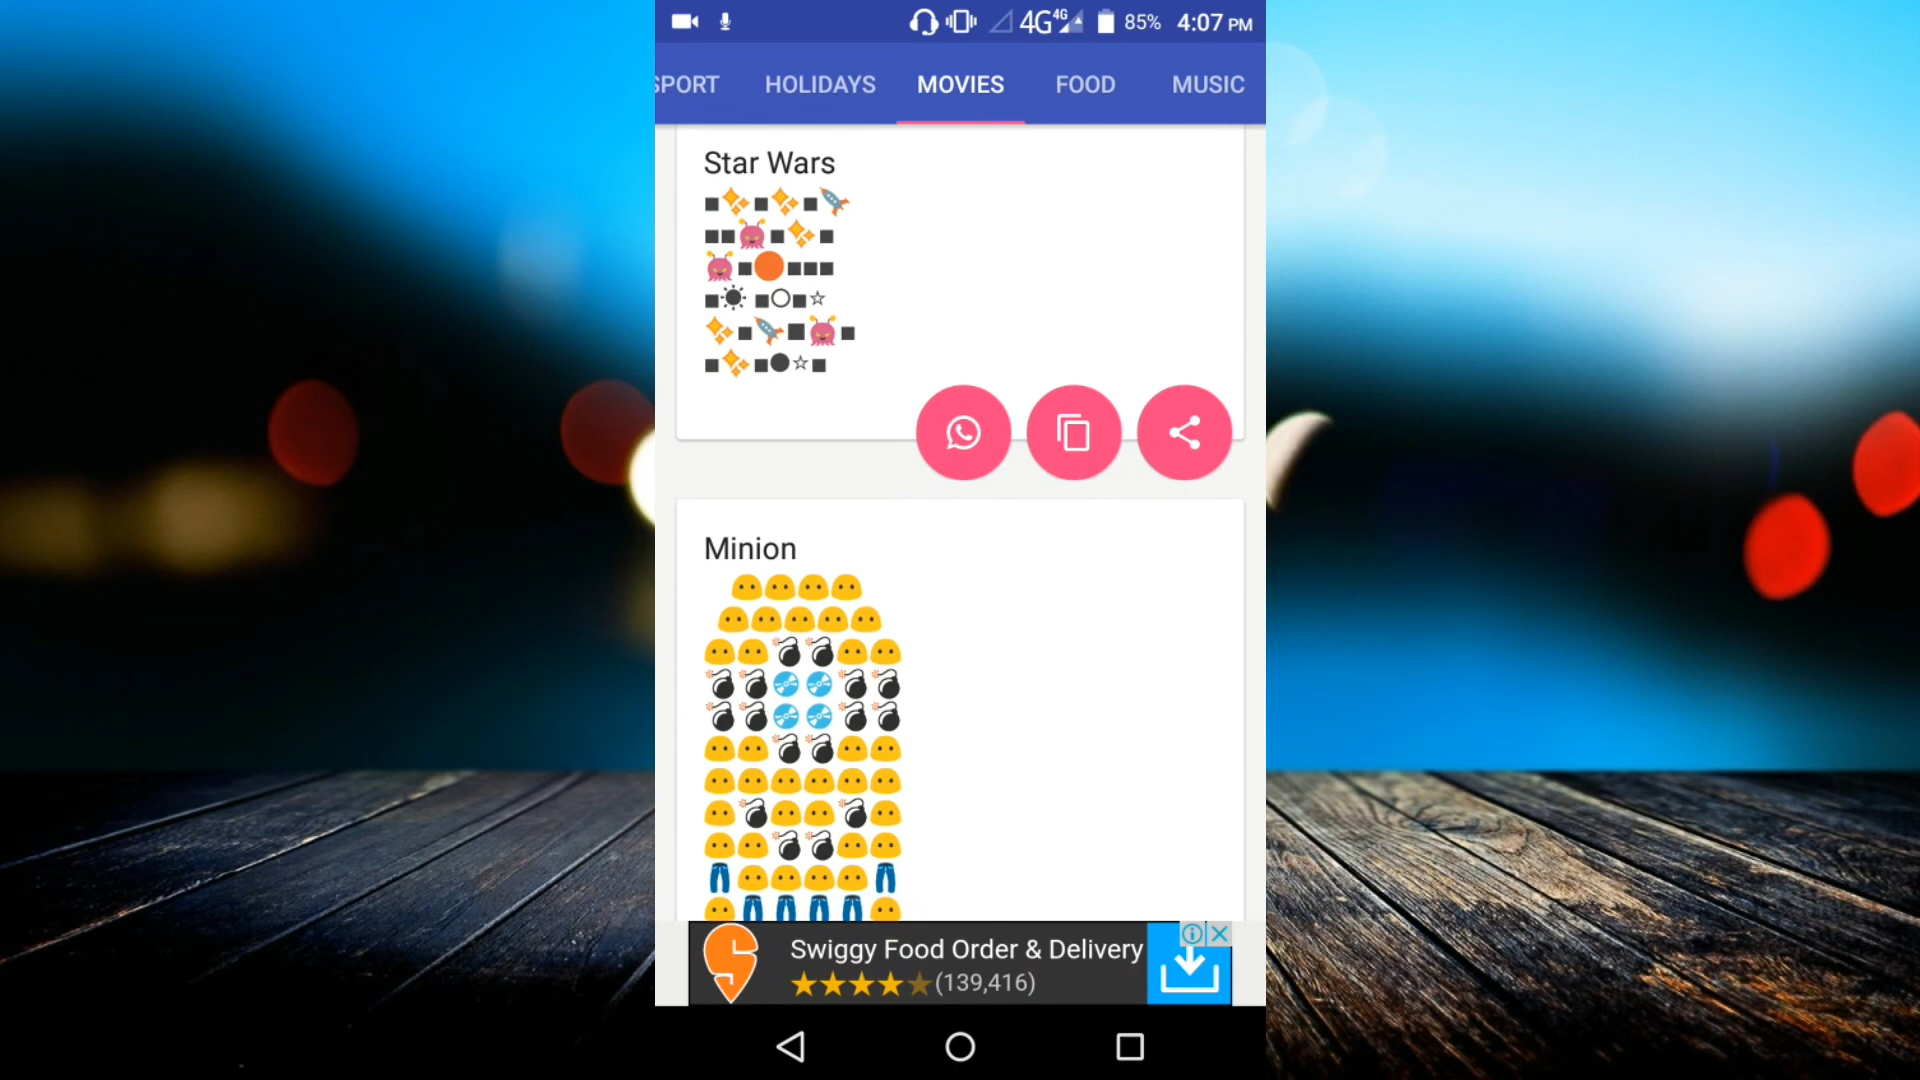 4G 4G 85% 4:07 PM
SPORT HOLIDAYS MOVIES FOOD MUSIC
Star Wars
Minion
Swiggy Food Order & Delivery
(139,416)